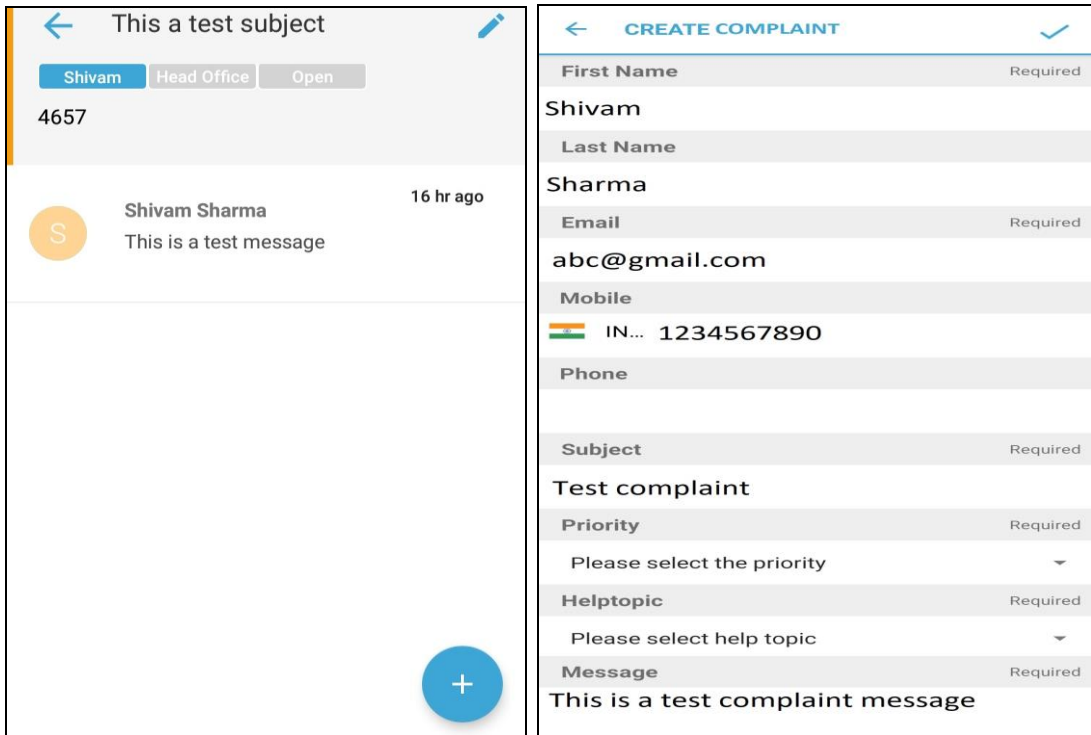 This a test subject
Shivam Head Office Open
4657
16 hr ago
Shivam Sharma
S
This is a test message
+
CREATE COMPLAINT
First Name Required
Shivam
Last Name
Sharma
Email Required
abc@gmail.com
Mobile
IN... 1234567890
Phone
Subject Required
Test complaint
Priority Required
Please select the priority
Helptopic Required
Please select help topic
Message Required
This is a test complaint message